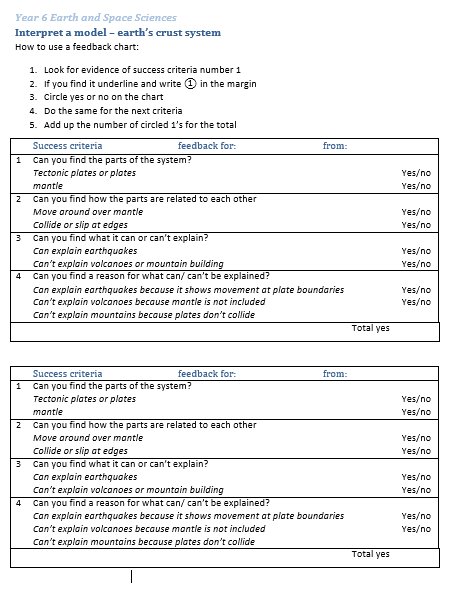 Year 6 Earth and Space Sciences
Interpret a model – earth's crust system
How to use a feedback chart:
1. Look for evidence of success criteria number 1
2. If you find it underline and write ① in the margin
3. Circle yes or no on the chart
4. Do the same for the next criteria
5. Add up the number of circled 1's for the total
Success criteria feedback for: from:
1 Can you find the parts of the system?
Tectonic plates or plates Yes/no
mantle Yes/no
2 Can you find how the parts are related to each other
Move around over mantle Yes/no
Collide or slip at edges Yes/no
3 Can you find what it can or can't explain?
Can explain earthquakes Yes/no
Can't explain volcanoes or mountain building Yes/no
4 Can you find a reason for what can/ can't be explained?
Can explain earthquakes because it shows movement at plate boundaries Yes/no
Can't explain volcanoes because mantle is not included Yes/no
Can't explain mountains because plates don't collide
Total yes
Success criteria feedback for: from:
1 Can you find the parts of the system?
Tectonic plates or plates Yes/no
mantle Yes/no
2 Can you find how the parts are related to each other
Move around over mantle Yes/no
Collide or slip at edges Yes/no
3 Can you find what it can or can't explain?
Can explain earthquakes Yes/no
Can't explain volcanoes or mountain building Yes/no
4 Can you find a reason for what can/ can't be explained?
Can explain earthquakes because it shows movement at plate boundaries Yes/no
Can't explain volcanoes because mantle is not included Yes/no
Can't explain mountains because plates don't collide
Total yes